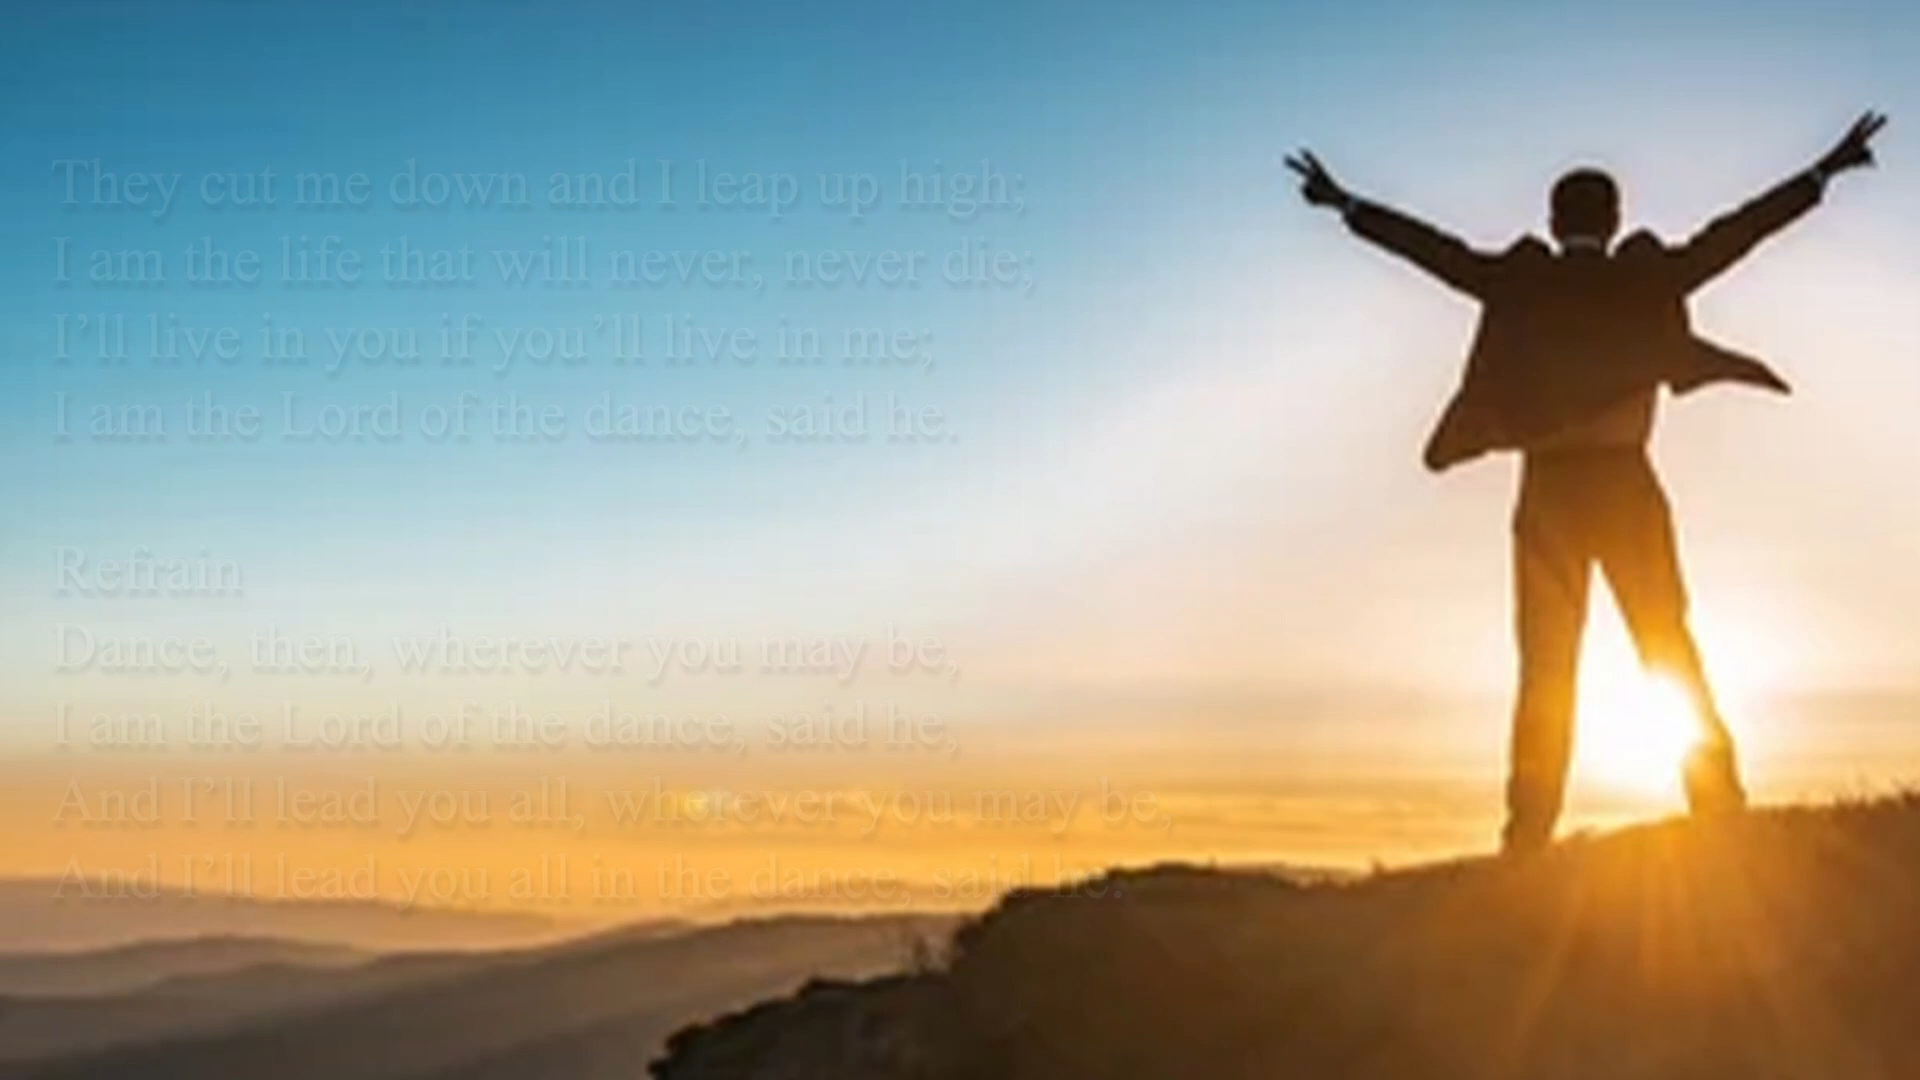 They cut me down and I leap up high;
I am the life that will never, never die;
I’ll live in you if you’ll live in me;
I am the Lord of the dance, said he.
Refrain
Dance, then, wherever you may be,
I am the Lord of the dance, said he,
And I’ll lead you all, wherever you may be,
And I’ll lead you all in the dance, said he.